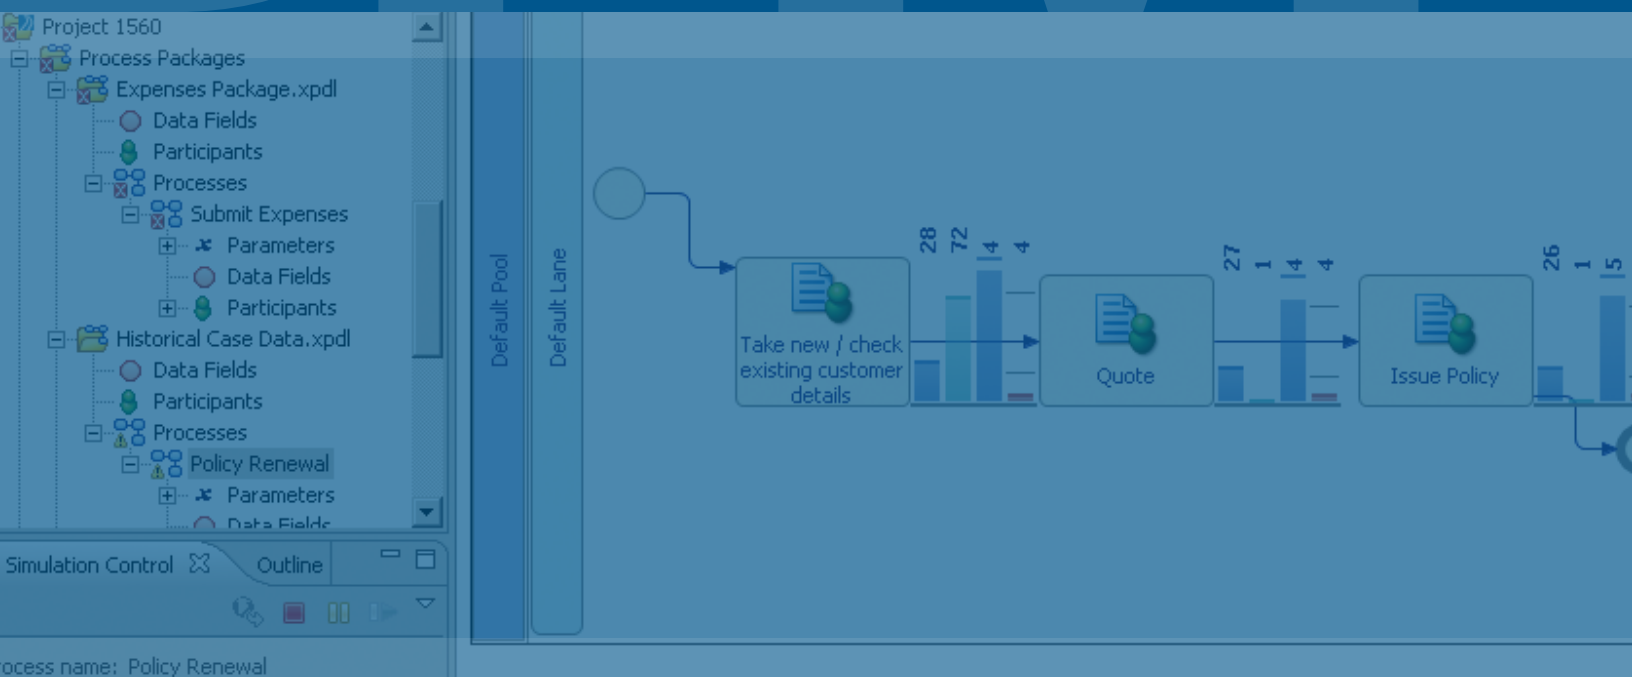 Project 1560
Process Packages
Expenses Package.xpdl
Data Fields
Participants
Processes
Submit Expenses
Parameters
Data Fields
Participants
Historical Case Data.xpdl
Data Fields
Participants
Processes
Policy Renewal
Parameters
Data Fields
Simulation Control
Outline
ocess name: Policy Renewal
Default Pool
Default Lane
Take new / check
existing customer
details
28
72
4
4
Quote
27
1
4
4
Issue Policy
26
1
5